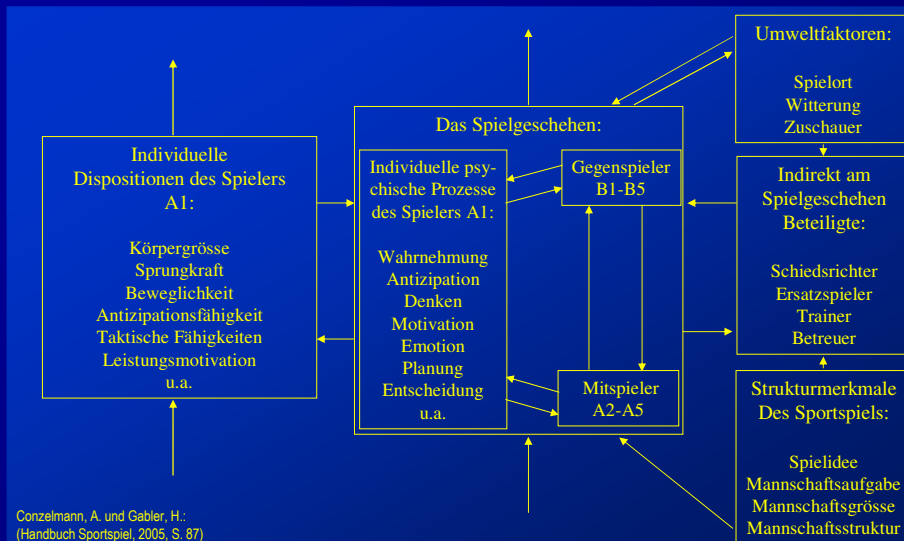 Individuelle
Dispositionen des Spielers
A1:
Körpergrösse
Sprungkraft
Beweglichkeit
Antizipationsfähigkeit
Taktische Fähigkeiten
Leistungsmotivation
u.a.
Das Spielgeschehen:
Individuelle psy-
chische Prozesse
des Spielers A1:
Wahrnehmung
Antizipation
Denken
Motivation
Emotion
Planung
Entscheidung
u.a.
Gegenspieler
B1-B5
Mitspieler
A2-A5
Umweltfaktoren:
Spielort
Witterung
Zuschauer
Indirekt am
Spielgeschehen
Beteiligte:
Schiedsrichter
Ersatzspieler
Trainer
Betreuer
Strukturmerkmale
Des Sportspiels:
Spielidee
Mannschaftsaufgabe
Mannschaftsgrösse
Mannschaftsstruktur
Conzelmann, A. und Gabler, H.:
(Handbuch Sportspiel, 2005, S. 87)